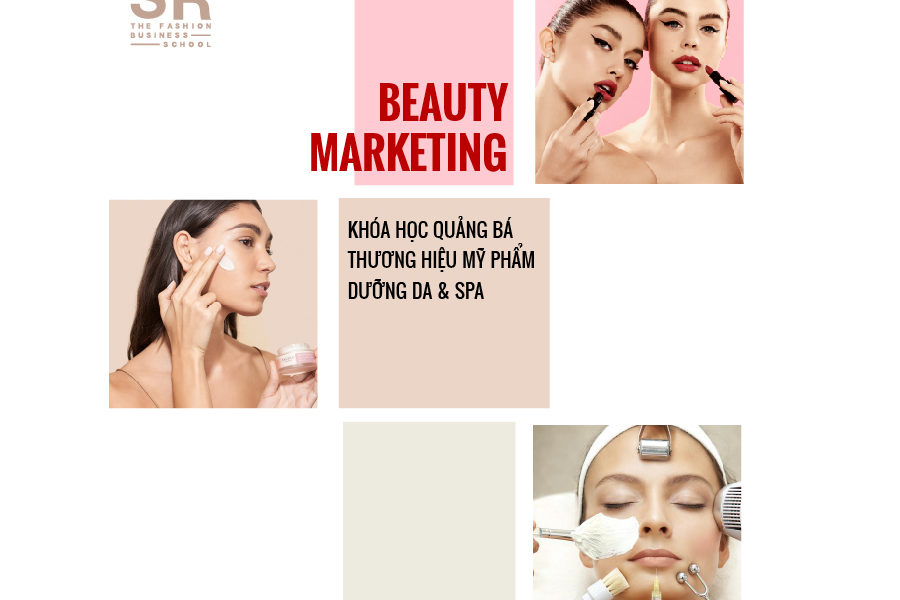 SR
THE FASHION
BUSINESS
SCHOOL
BEAUTY
MARKETING
KHÓA HỌC QUẢNG BÁ
THƯƠNG HIỆU MỸ PHẨM
DƯỠNG DA & SPA